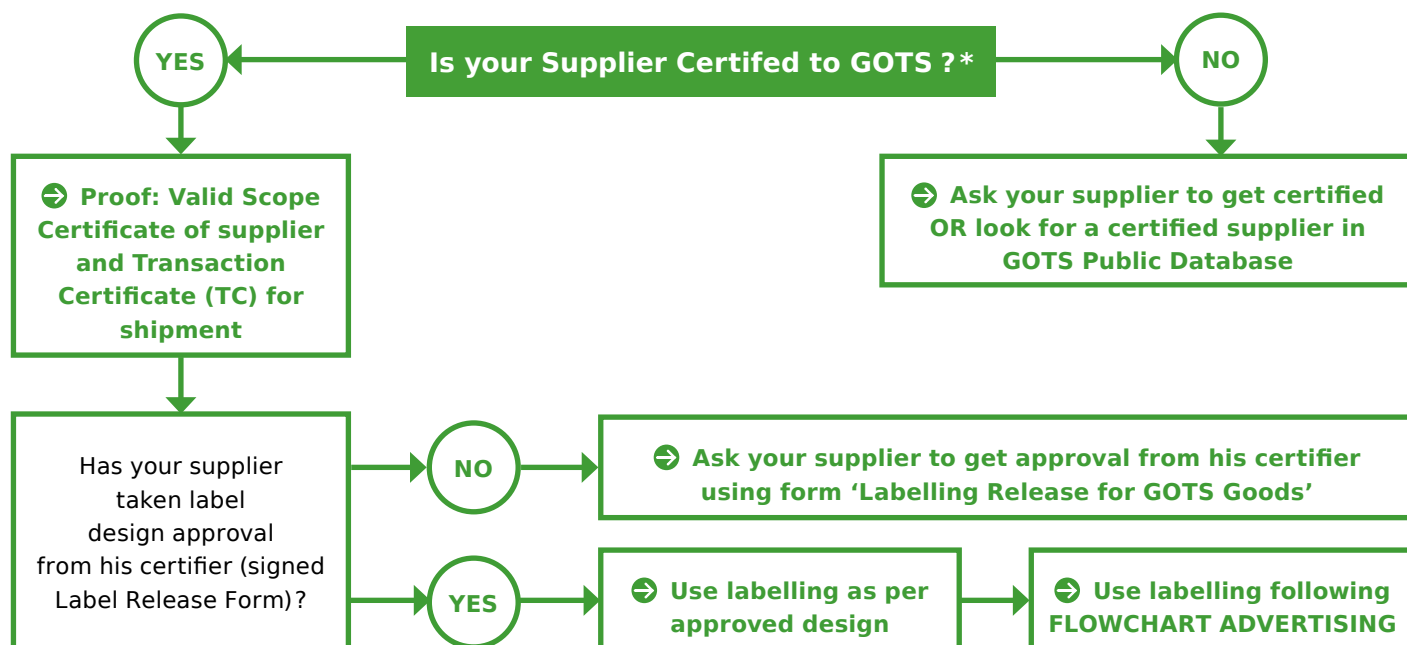 YES
Is your Supplier Certifed to GOTS ?*
NO
Proof: Valid Scope
Certificate of supplier
and Transaction
Certificate (TC) for
shipment
Ask your supplier to get certified
OR look for a certified supplier in
GOTS Public Database
Has your supplier
taken label
design approval
from his certifier (signed
Label Release Form)?
NO
Ask your supplier to get approval from his certifier
using form ‘Labelling Release for GOTS Goods’
YES
Use labelling as per
approved design
Use labelling following
FLOWCHART ADVERTISING